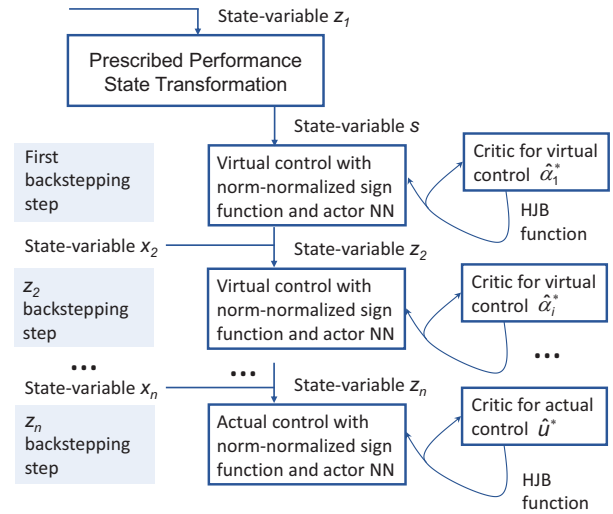 State-variable z1
Prescribed Performance
State Transformation
State-variable s
First
backstepping
step
Virtual control with
norm-normalized sign
function and actor NN
Critic for virtual
control α̂1*
HJB
function
State-variable x2
State-variable z2
z2
backstepping
step
Virtual control with
norm-normalized sign
function and actor NN
Critic for virtual
control α̂i*
...
...
...
State-variable xn
State-variable zn
zn
backstepping
step
Actual control with
norm-normalized sign
function and actor NN
Critic for actual
control û*
HJB
function